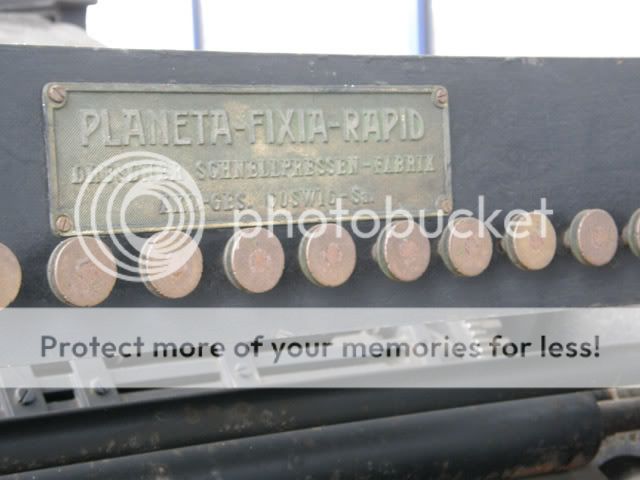 PLANETA-FIXIA-RAPID
SCHNELLPRESSEN-FABRIK
photobucket
Protect more of your memories for less!